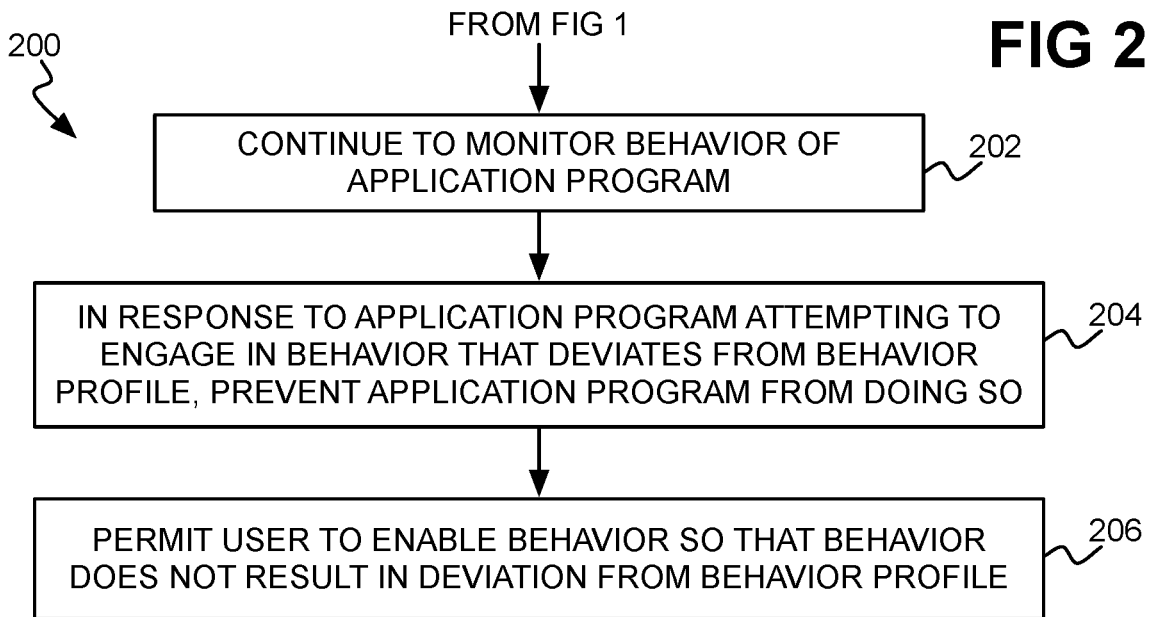 FROM FIG 1
FIG 2
200
CONTINUE TO MONITOR BEHAVIOR OF
APPLICATION PROGRAM
202
IN RESPONSE TO APPLICATION PROGRAM ATTEMPTING TO
ENGAGE IN BEHAVIOR THAT DEVIATES FROM BEHAVIOR
PROFILE, PREVENT APPLICATION PROGRAM FROM DOING SO
204
PERMIT USER TO ENABLE BEHAVIOR SO THAT BEHAVIOR
DOES NOT RESULT IN DEVIATION FROM BEHAVIOR PROFILE
206